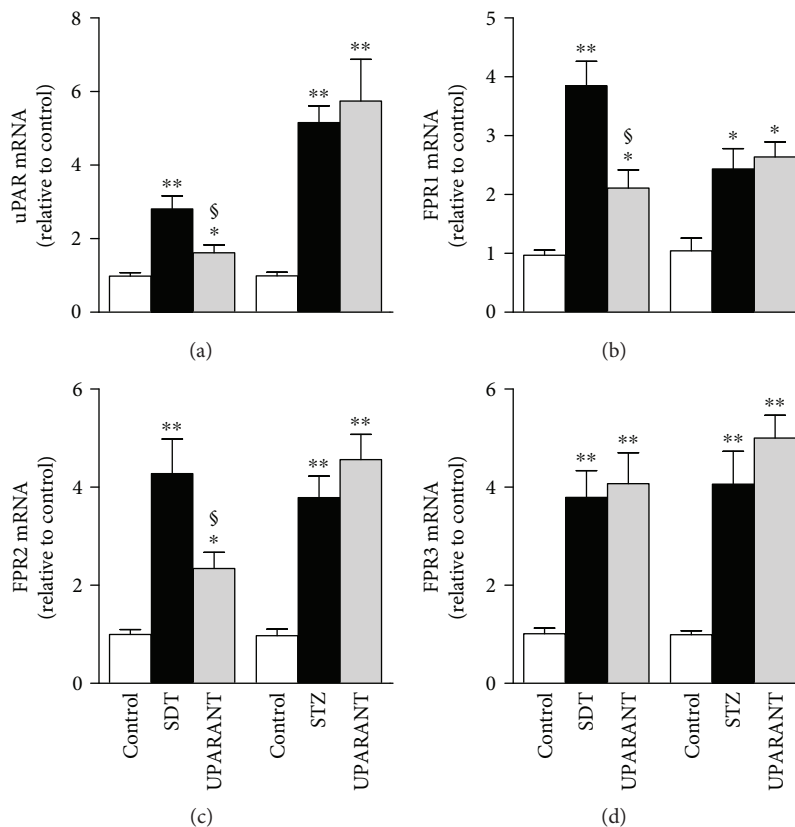 uPAR mRNA
(relative to control)
8
6
4
2
0
**
§
*
**
**
(a)
FPR1 mRNA
(relative to control)
5
4
3
2
1
0
**
§
*
*
*
(b)
FPR2 mRNA
(relative to control)
6
4
2
0
**
§
*
**
**
Control
SDT
UPARANT
Control
STZ
UPARANT
(c)
FPR3 mRNA
(relative to control)
6
4
2
0
**
**
**
**
Control
SDT
UPARANT
Control
STZ
UPARANT
(d)